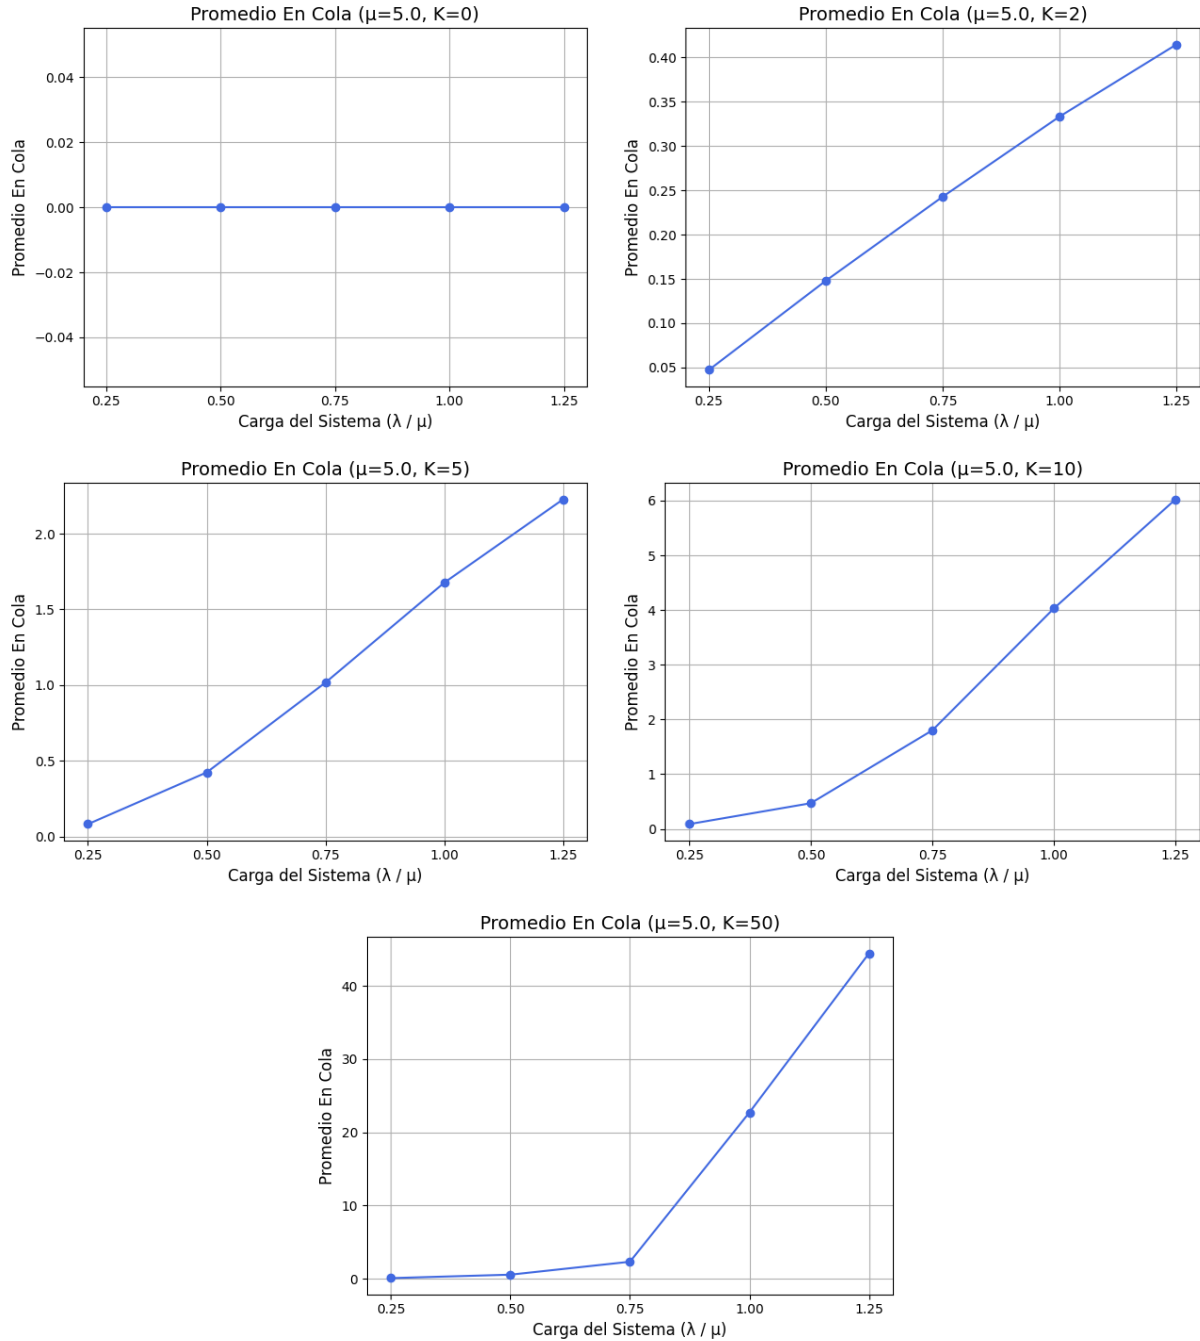 Promedio En Cola (μ=5.0, K=0)
Promedio En Cola
0.04
0.02
0.00
−0.02
−0.04
0.25 0.50 0.75 1.00 1.25
Carga del Sistema (λ / μ)
Promedio En Cola (μ=5.0, K=2)
Promedio En Cola
0.40
0.35
0.30
0.25
0.20
0.15
0.10
0.05
0.25 0.50 0.75 1.00 1.25
Carga del Sistema (λ / μ)
Promedio En Cola (μ=5.0, K=5)
Promedio En Cola
2.0
1.5
1.0
0.5
0.0
0.25 0.50 0.75 1.00 1.25
Carga del Sistema (λ / μ)
Promedio En Cola (μ=5.0, K=10)
Promedio En Cola
6
5
4
3
2
1
0
0.25 0.50 0.75 1.00 1.25
Carga del Sistema (λ / μ)
Promedio En Cola (μ=5.0, K=50)
Promedio En Cola
40
30
20
10
0
0.25 0.50 0.75 1.00 1.25
Carga del Sistema (λ / μ)